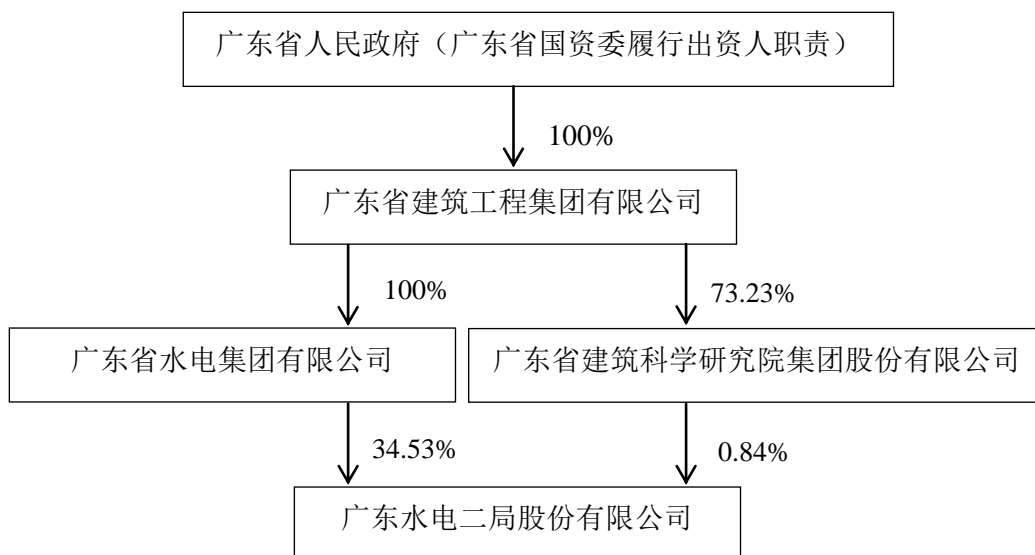 广东省人民政府（广东省国资委履行出资人职责）
100%
广东省建筑工程集团有限公司
100%
73.23%
广东省水电集团有限公司
广东省建筑科学研究院集团股份有限公司
34.53%
0.84%
广东水电二局股份有限公司